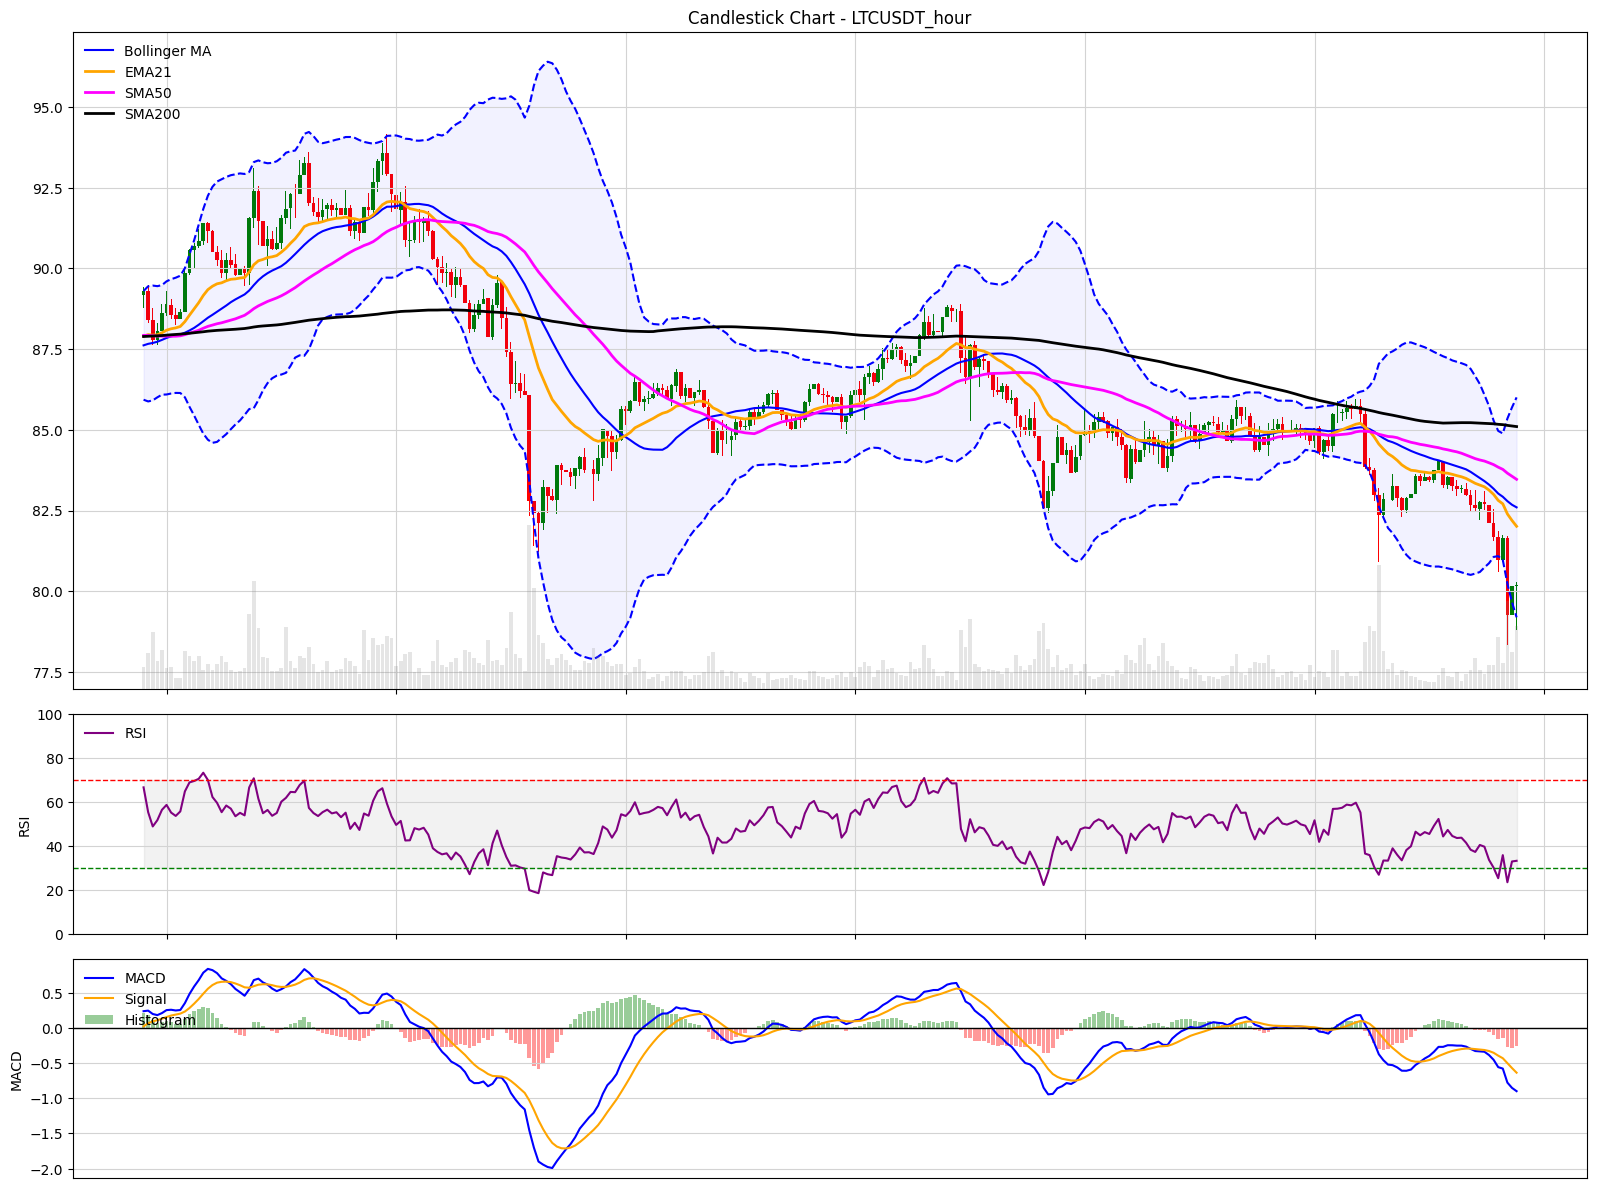 Candlestick Chart - LTCUSDT_hour
Bollinger MA
EMA21
SMA50
SMA200
95.0
92.5
90.0
87.5
85.0
82.5
80.0
77.5
100
RSI
80
60
RSI
40
20
0
MACD
0.5
Signal
Histogram
0.0
MACD
−0.5
−1.0
−1.5
−2.0